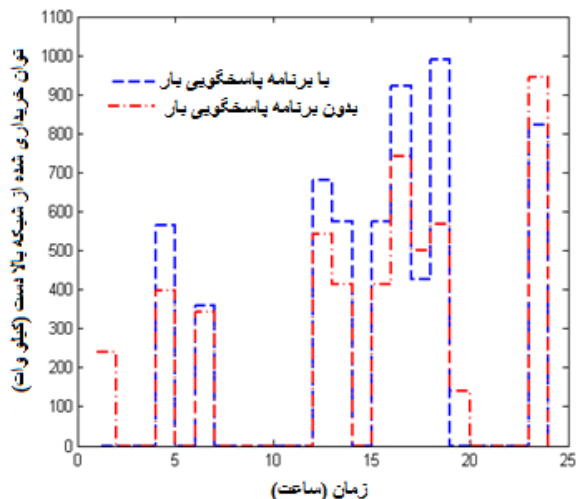 1100
1000
900
800
700
600
500
400
300
200
100
0
توان خریداری شده از شبکه بالا دست (کیلو وات)
با برنامه پاسخگویی بار
بدون برنامه پاسخگویی بار
0 5 10 15 20 25
زمان (ساعت)